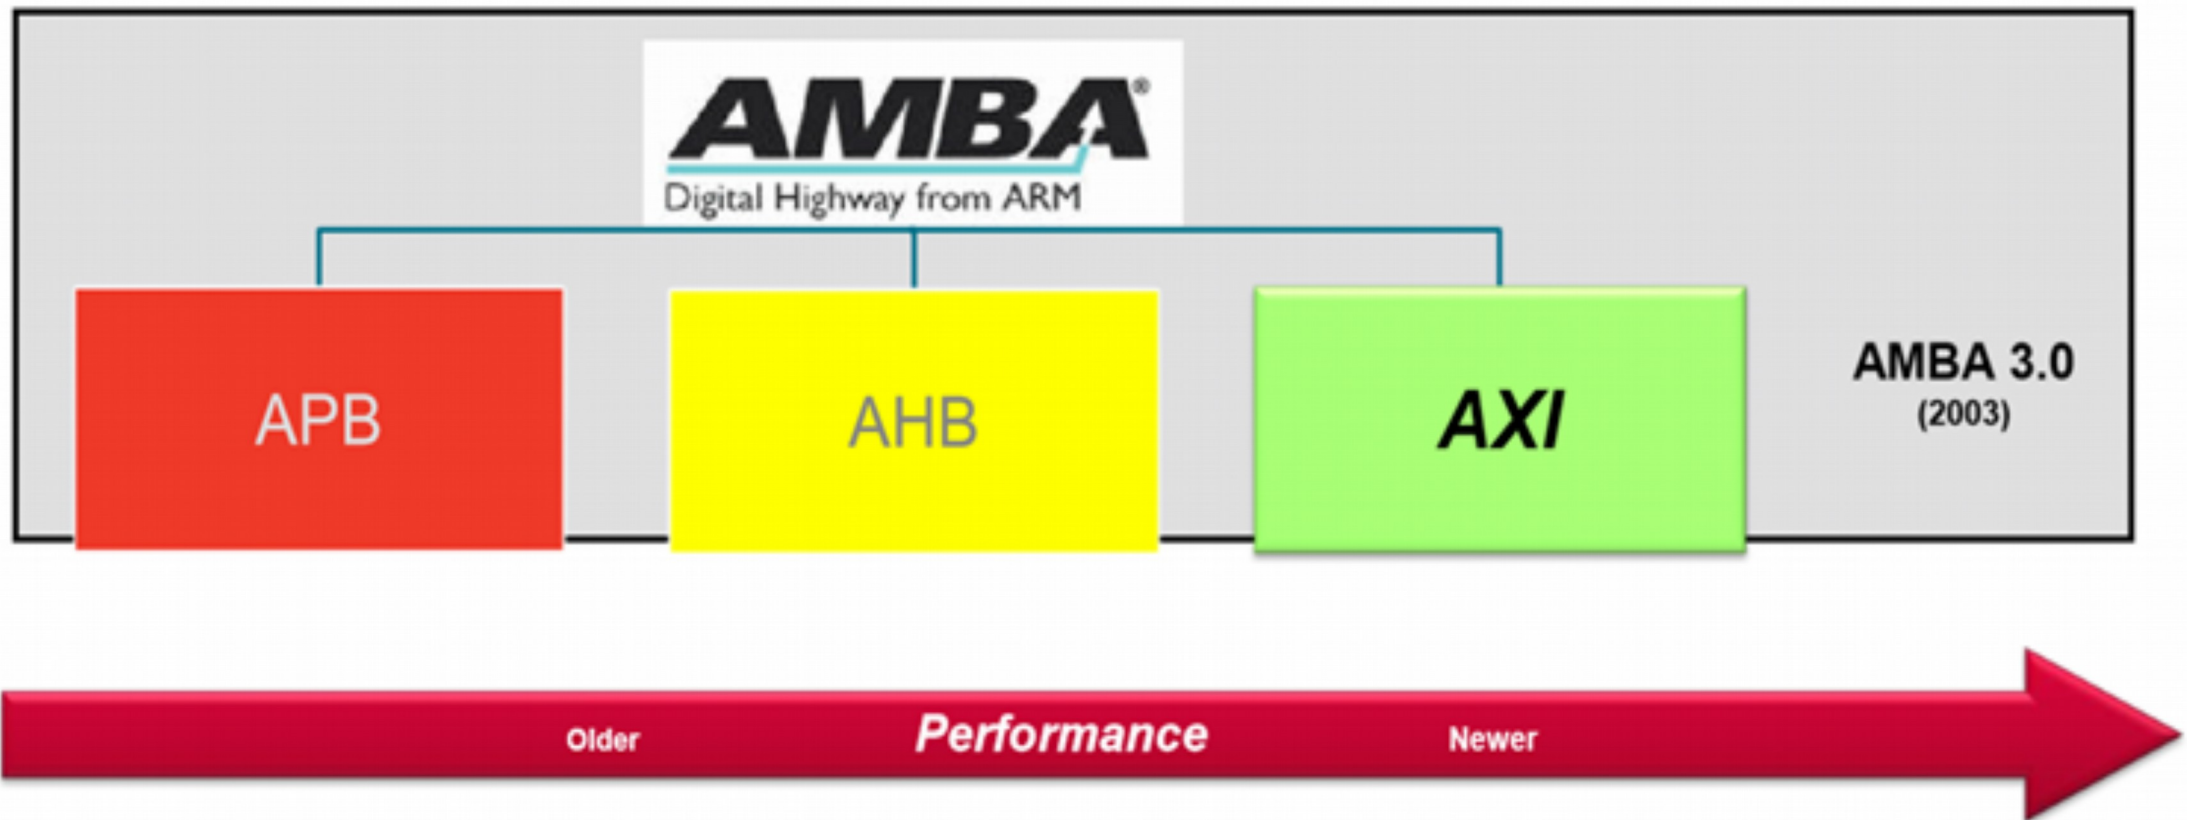 AMBA®
Digital Highway from ARM
APB
AHB
AXI
AMBA 3.0
(2003)
Older Performance Newer